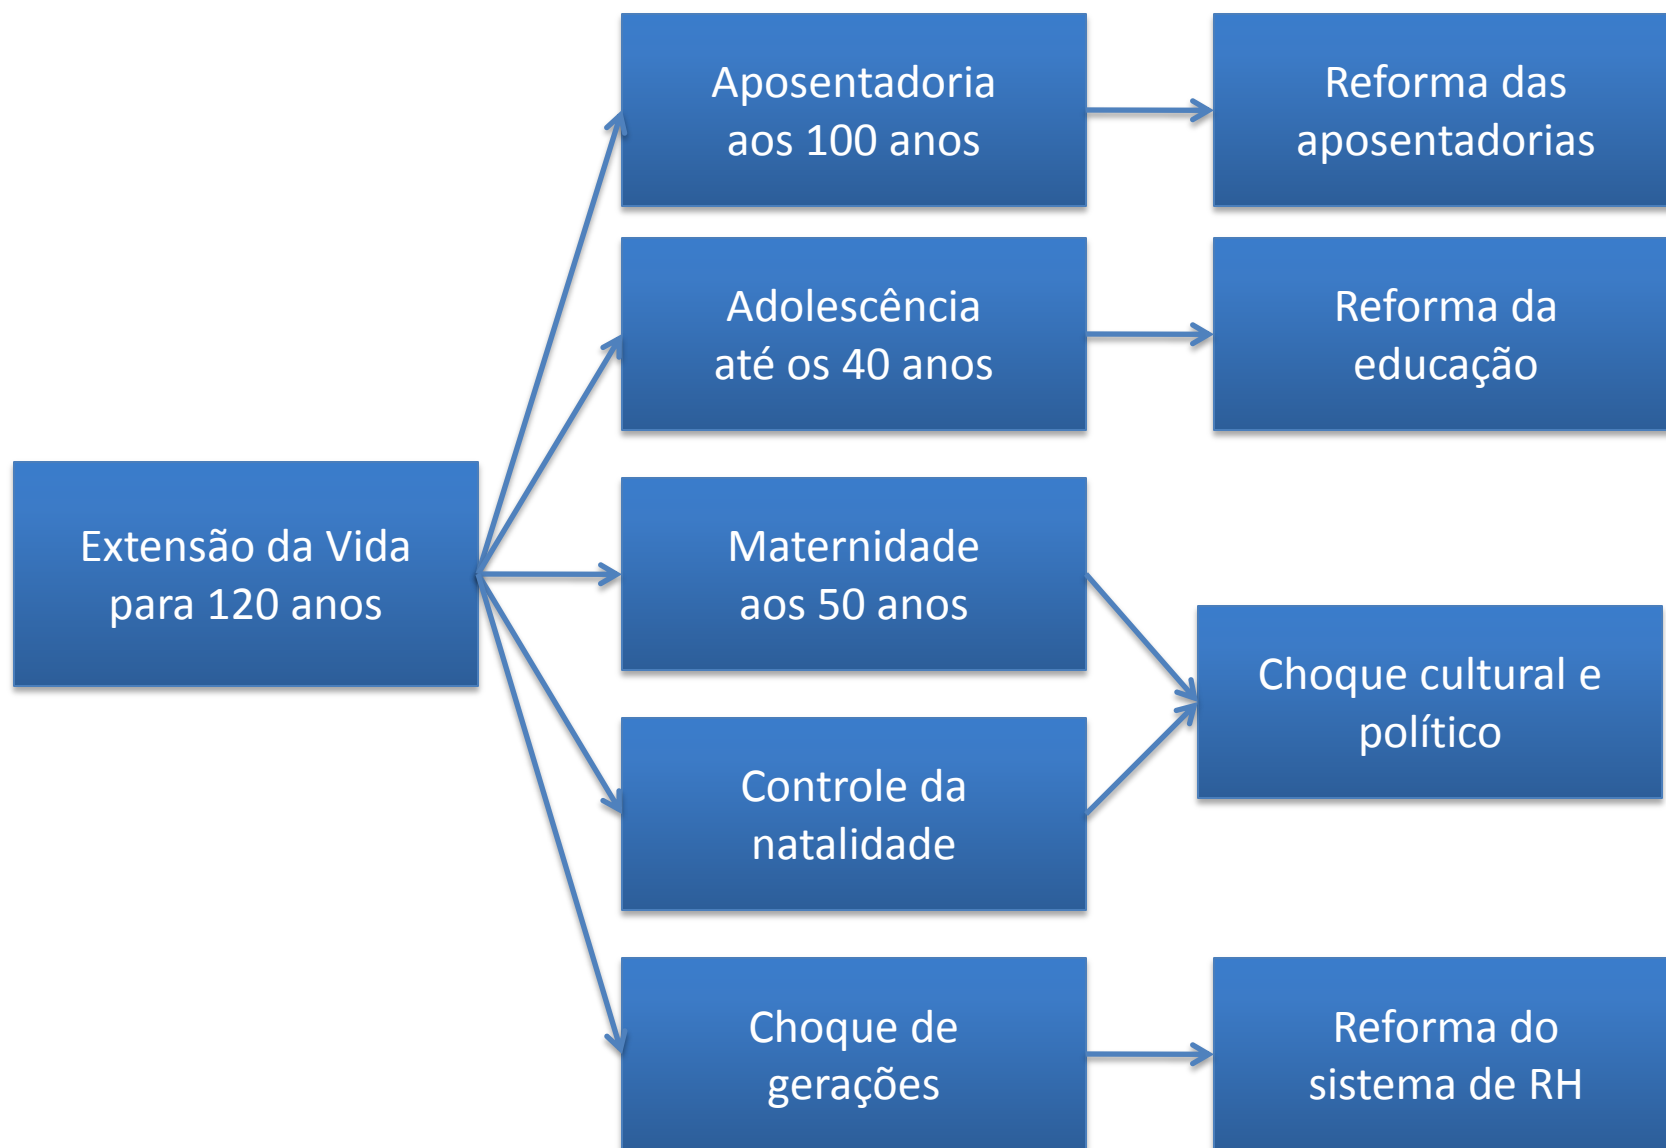 Aposentadoria
aos 100 anos
Reforma das
aposentadorias
Adolescência
até os 40 anos
Reforma da
educação
Extensão da Vida
para 120 anos
Maternidade
aos 50 anos
Choque cultural e
político
Controle da
natalidade
Choque de
gerações
Reforma do
sistema de RH